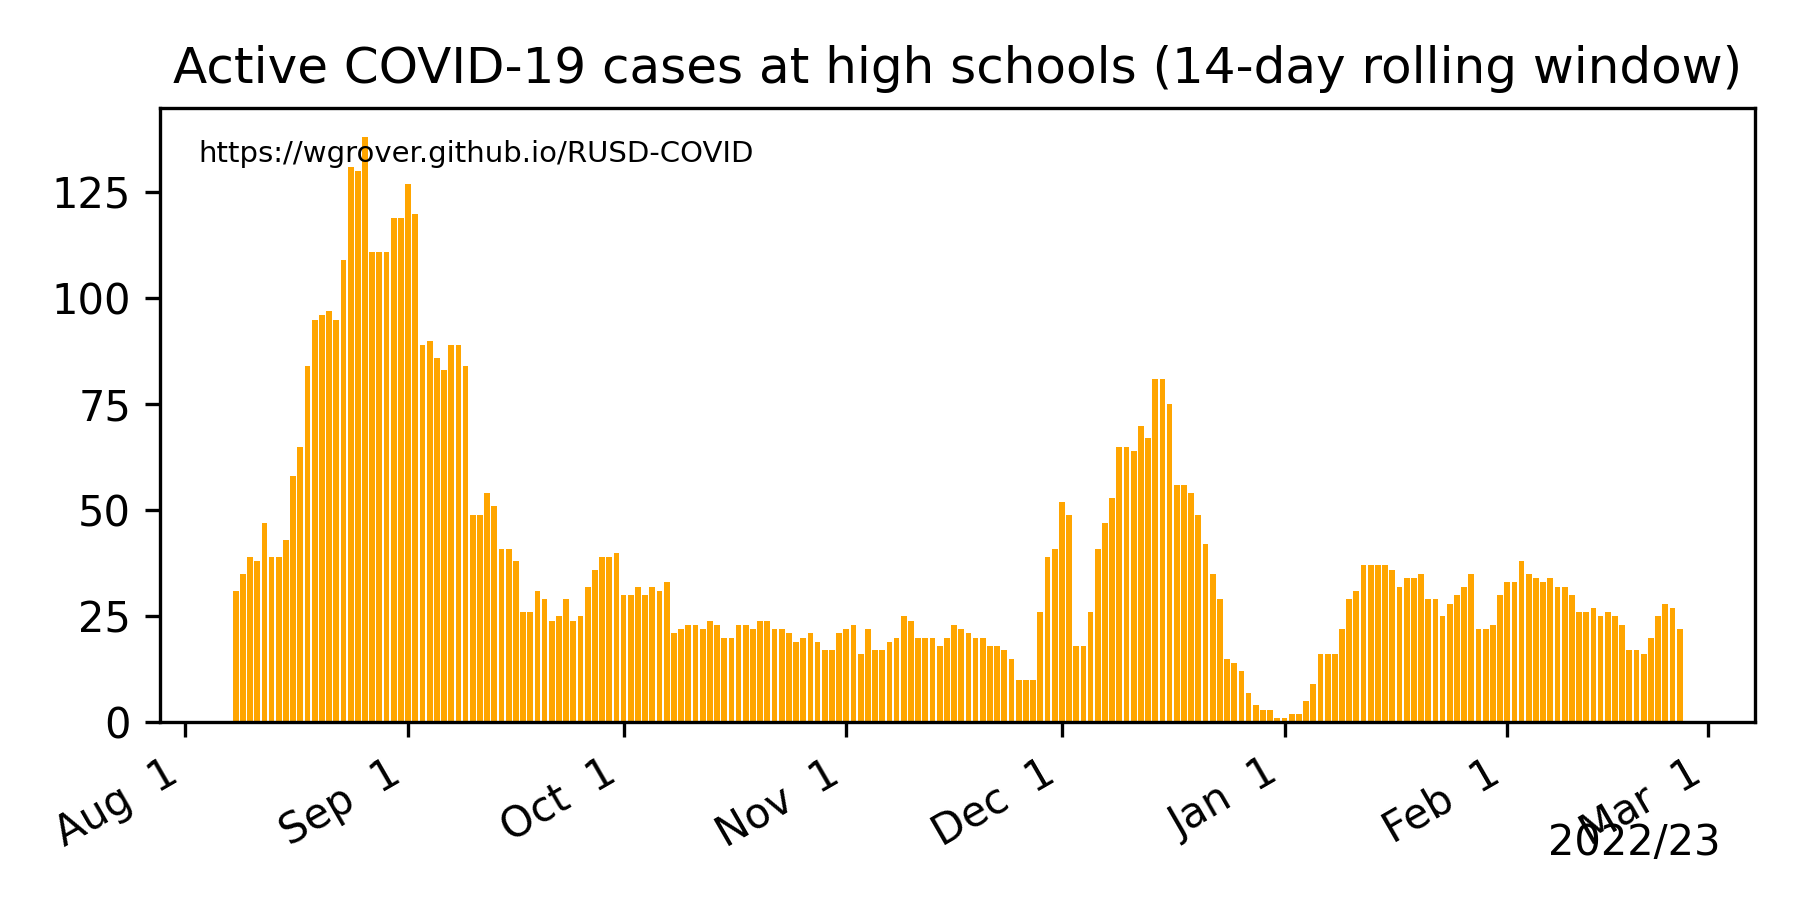 Active COVID-19 cases at high schools (14-day rolling window)
https://wgrover.github.io/RUSD-COVID
125
100
75
50
25
0
Aug 1
Sep 1
Oct 1
Nov 1
Dec 1
Jan 1
Feb 1
Mar 1
2022/23